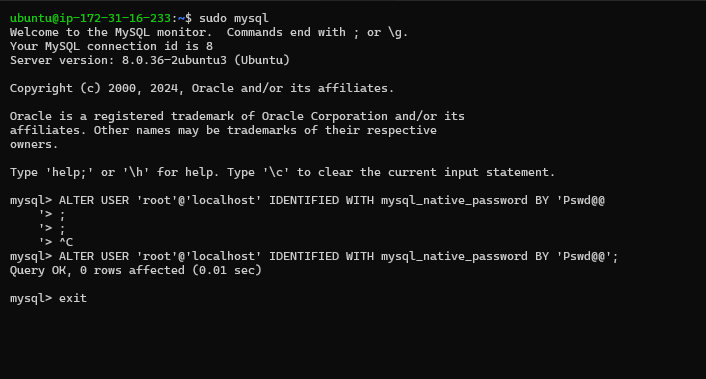 ubuntu@ip-172-31-16-233:~$ sudo mysql
Welcome to the MySQL monitor.  Commands end with ; or \g.
Your MySQL connection id is 8
Server version: 8.0.36-2ubuntu3 (Ubuntu)
Copyright (c) 2000, 2024, Oracle and/or its affiliates.
Oracle is a registered trademark of Oracle Corporation and/or its
affiliates. Other names may be trademarks of their respective
owners.
Type 'help;' or '\h' for help. Type '\c' to clear the current input statement.
mysql> ALTER USER 'root'@'localhost' IDENTIFIED WITH mysql_native_password BY 'Pswd@@
    '> ;
    '> ;
    '> ^C
mysql> ALTER USER 'root'@'localhost' IDENTIFIED WITH mysql_native_password BY 'Pswd@@';
Query OK, 0 rows affected (0.01 sec)
mysql> exit